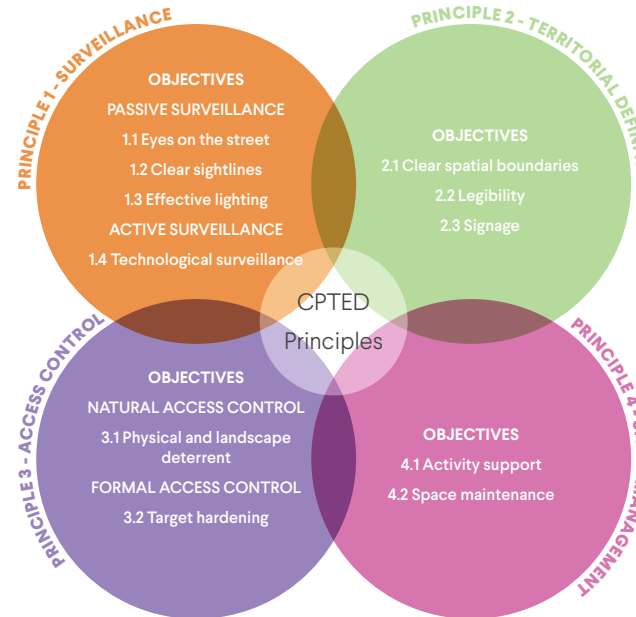 PRINCIPLE 1 - SURVEILLANCE
OBJECTIVES
PASSIVE SURVEILLANCE
1.1 Eyes on the street
1.2 Clear sightlines
1.3 Effective lighting
ACTIVE SURVEILLANCE
1.4 Technological surveillance
PRINCIPLE 2 - TERRITORIAL
OBJECTIVES
2.1 Clear spatial boundaries
2.2 Legibility
2.3 Signage
CPTED
Principles
PRINCIPLE 3 - ACCESS CONTROL
OBJECTIVES
NATURAL ACCESS CONTROL
3.1 Physical and landscape
deterrent
FORMAL ACCESS CONTROL
3.2 Target hardening
PRINCIPLE 4 - MANAGEMENT
OBJECTIVES
4.1 Activity support
4.2 Space maintenance